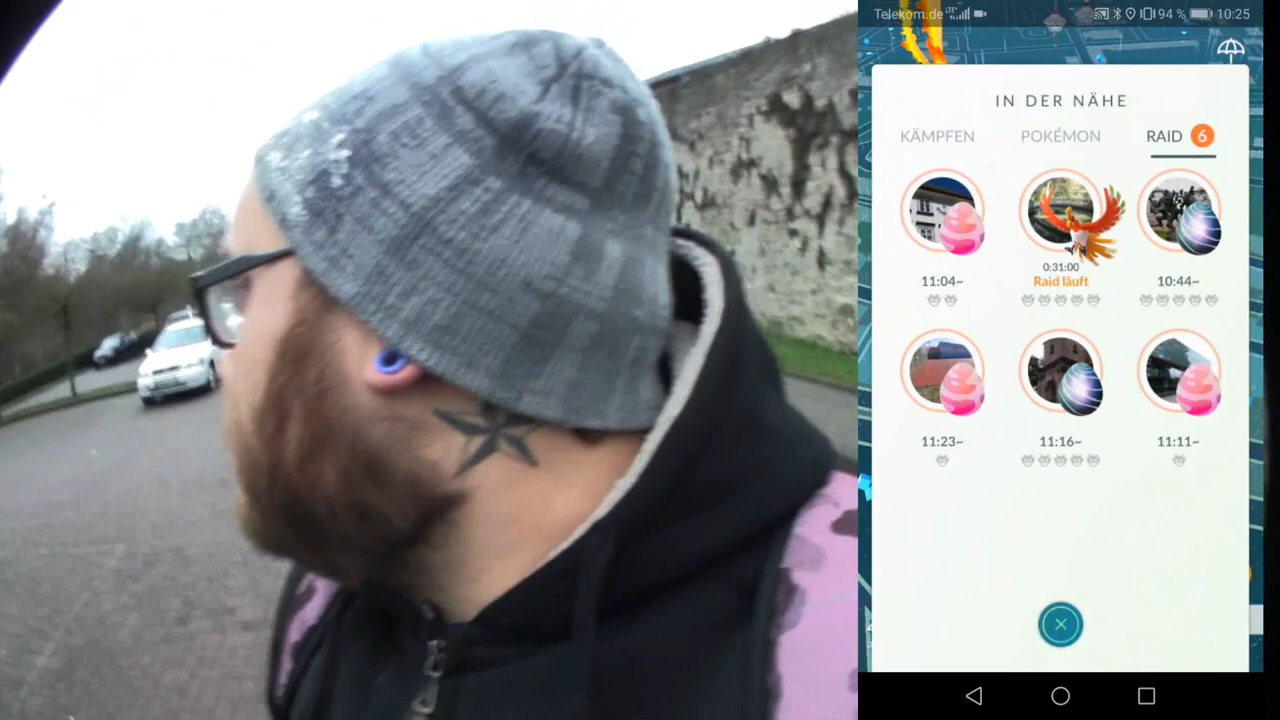 Telekom.de 94 % 10:25
IN DER NÄHE
KÄMPFEN POKÉMON RAID 6
0:31:00
11:04~ Raid läuft 10:44~
11:23~ 11:16~ 11:11~